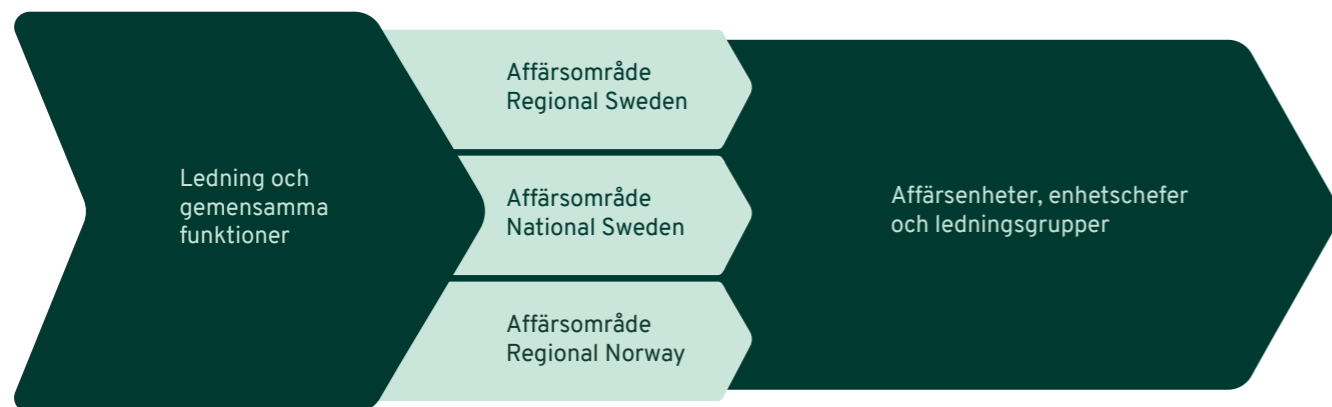 Ledning och
gemensamma
funktioner
Affärsområde
Regional Sweden
Affärsområde
National Sweden
Affärsområde
Regional Norway
Affärsenheter, enhetschefer
och ledningsgrupper